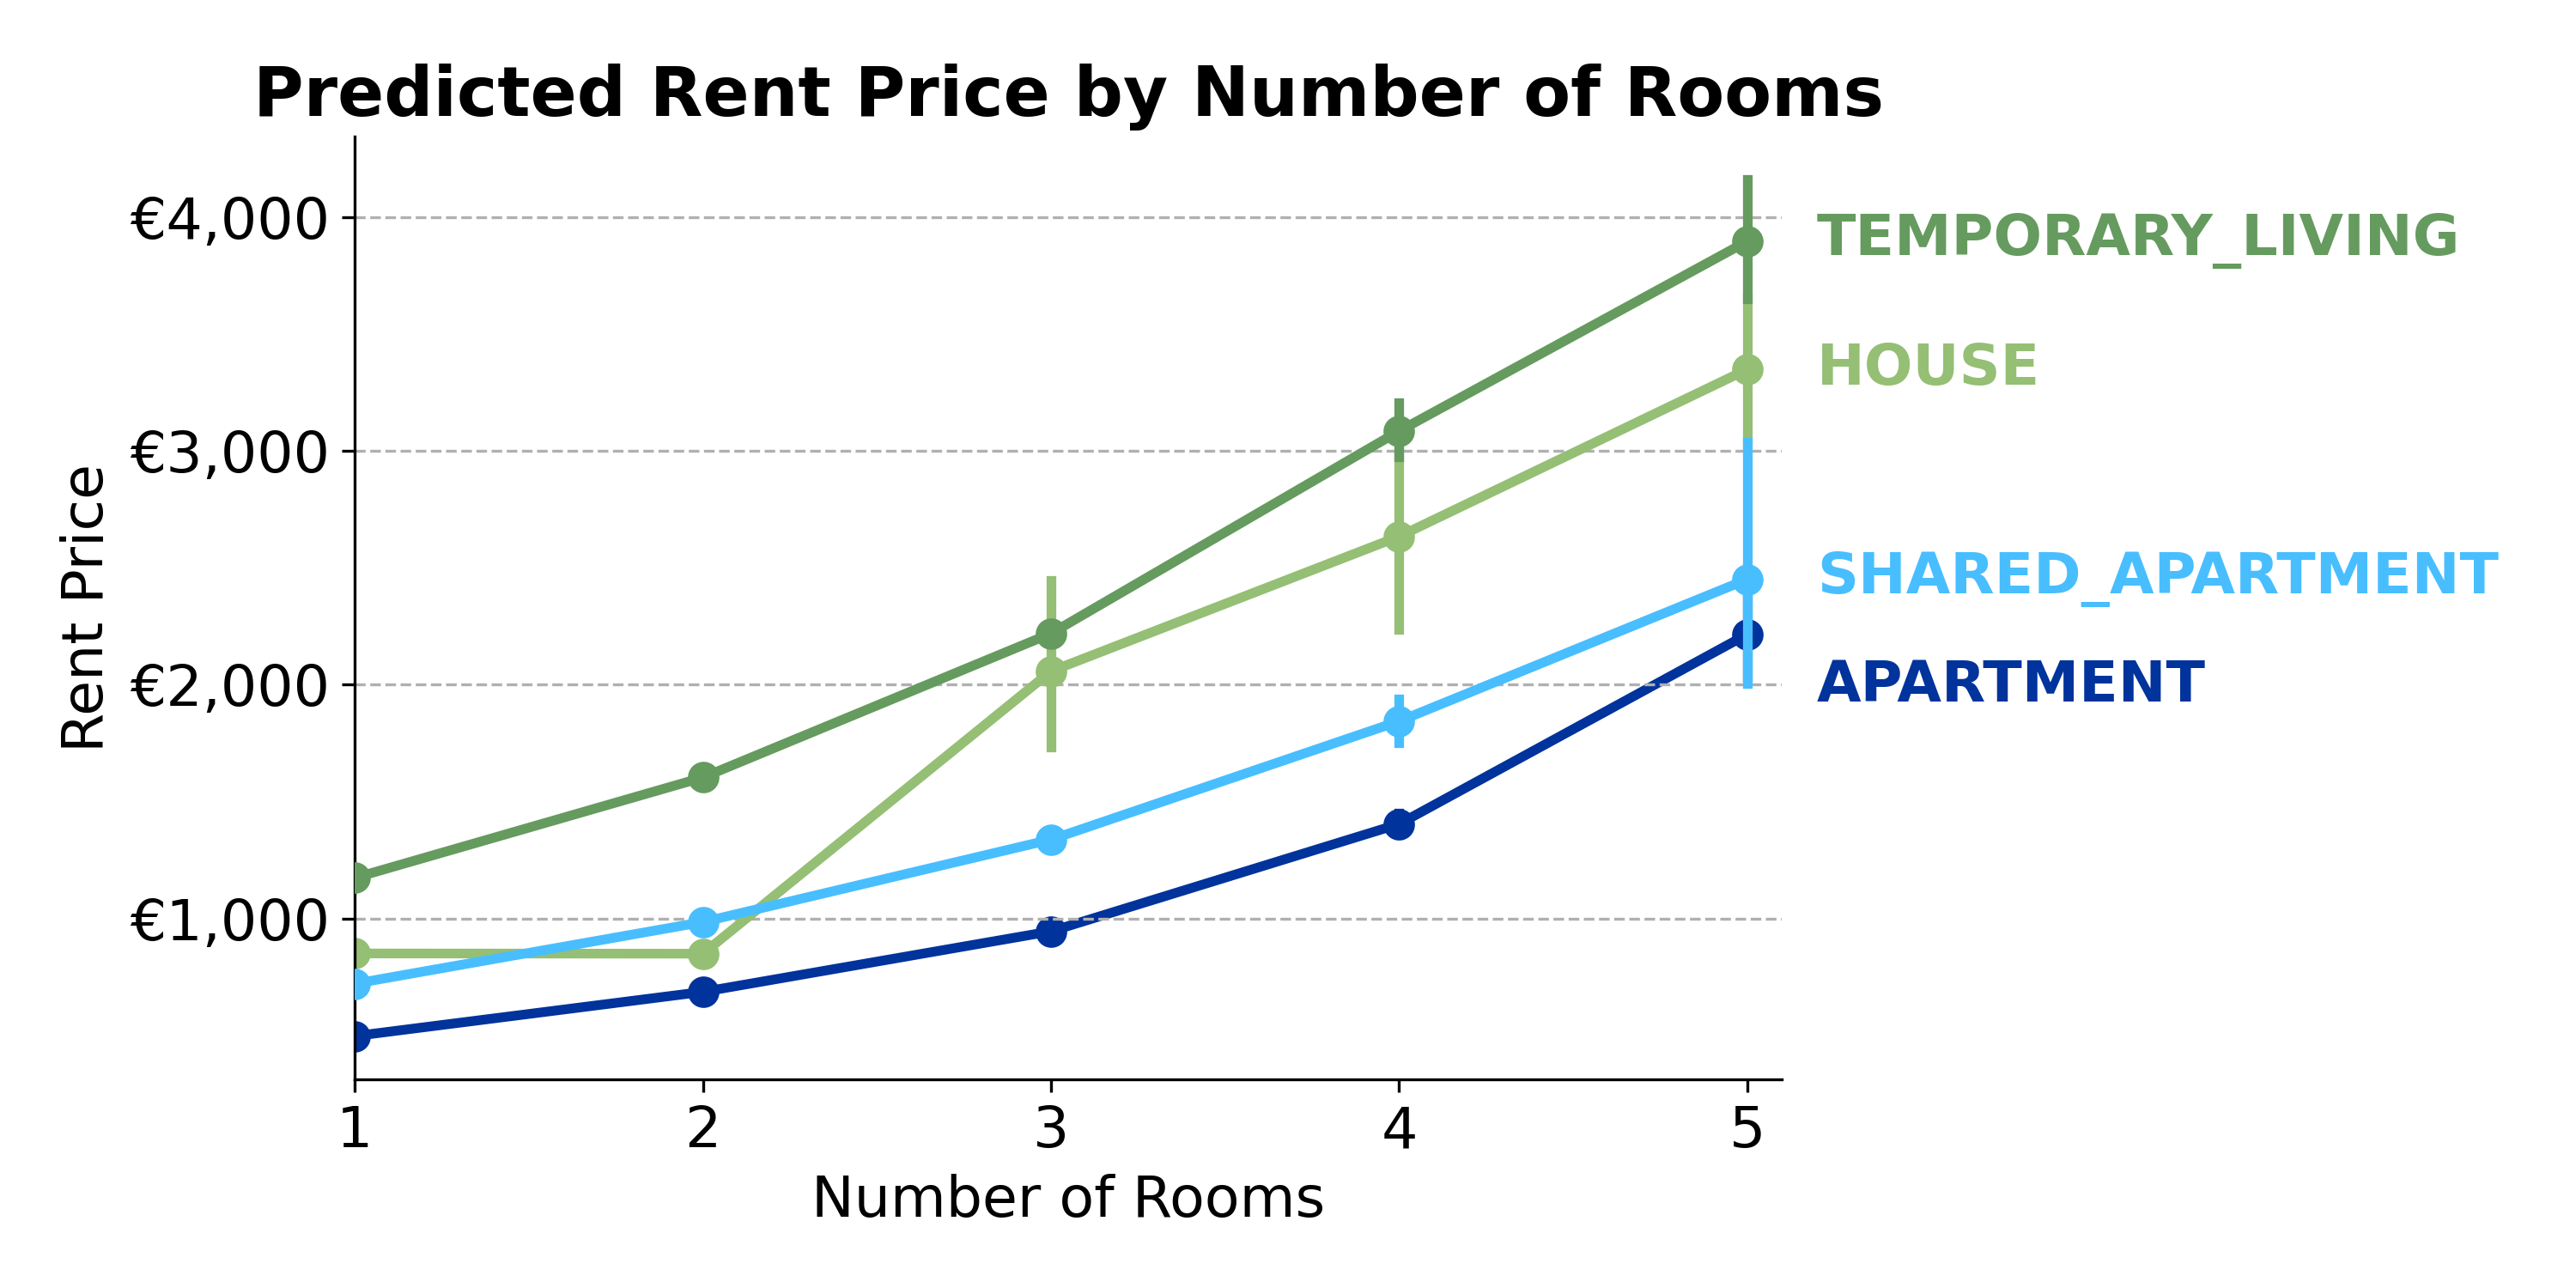 Predicted Rent Price by Number of Rooms
€4,000
€3,000
€2,000
€1,000
Rent Price
1 2 3 4 5
Number of Rooms
TEMPORARY_LIVING
HOUSE
SHARED_APARTMENT
APARTMENT